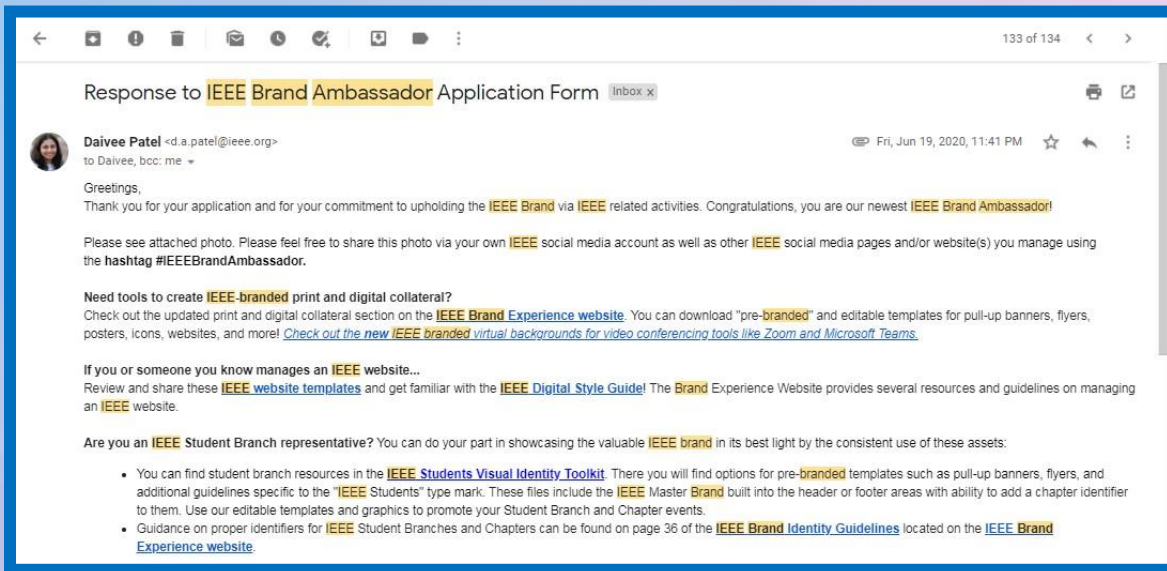 133 of 134
Response to IEEE Brand Ambassador Application Form Inbox x
Daivee Patel <d.a.patel@ieee.org> Fri, Jun 19, 2020, 11:41 PM
to Daivee, bcc: me
Greetings,
Thank you for your application and for your commitment to upholding the IEEE Brand via IEEE related activities. Congratulations, you are our newest IEEE Brand Ambassador!
Please see attached photo. Please feel free to share this photo via your own IEEE social media account as well as other IEEE social media pages and/or website(s) you manage using
the hashtag #IEEEBrandAmbassador.
Need tools to create IEEE-branded print and digital collateral?
Check out the updated print and digital collateral section on the IEEE Brand Experience website. You can download "pre-branded" and editable templates for pull-up banners, flyers,
posters, icons, websites, and more! Check out the new IEEE branded virtual backgrounds for video conferencing tools like Zoom and Microsoft Teams.
If you or someone you know manages an IEEE website...
Review and share these IEEE website templates and get familiar with the IEEE Digital Style Guide! The Brand Experience Website provides several resources and guidelines on managing
an IEEE website.
Are you an IEEE Student Branch representative? You can do your part in showcasing the valuable IEEE brand in its best light by the consistent use of these assets:
• You can find student branch resources in the IEEE Students Visual Identity Toolkit. There you will find options for pre-branded templates such as pull-up banners, flyers, and
additional guidelines specific to the "IEEE Students" type mark. These files include the IEEE Master Brand built into the header or footer areas with ability to add a chapter identifier
to them. Use our editable templates and graphics to promote your Student Branch and Chapter events.
• Guidance on proper identifiers for IEEE Student Branches and Chapters can be found on page 36 of the IEEE Brand Identity Guidelines located on the IEEE Brand
Experience website.